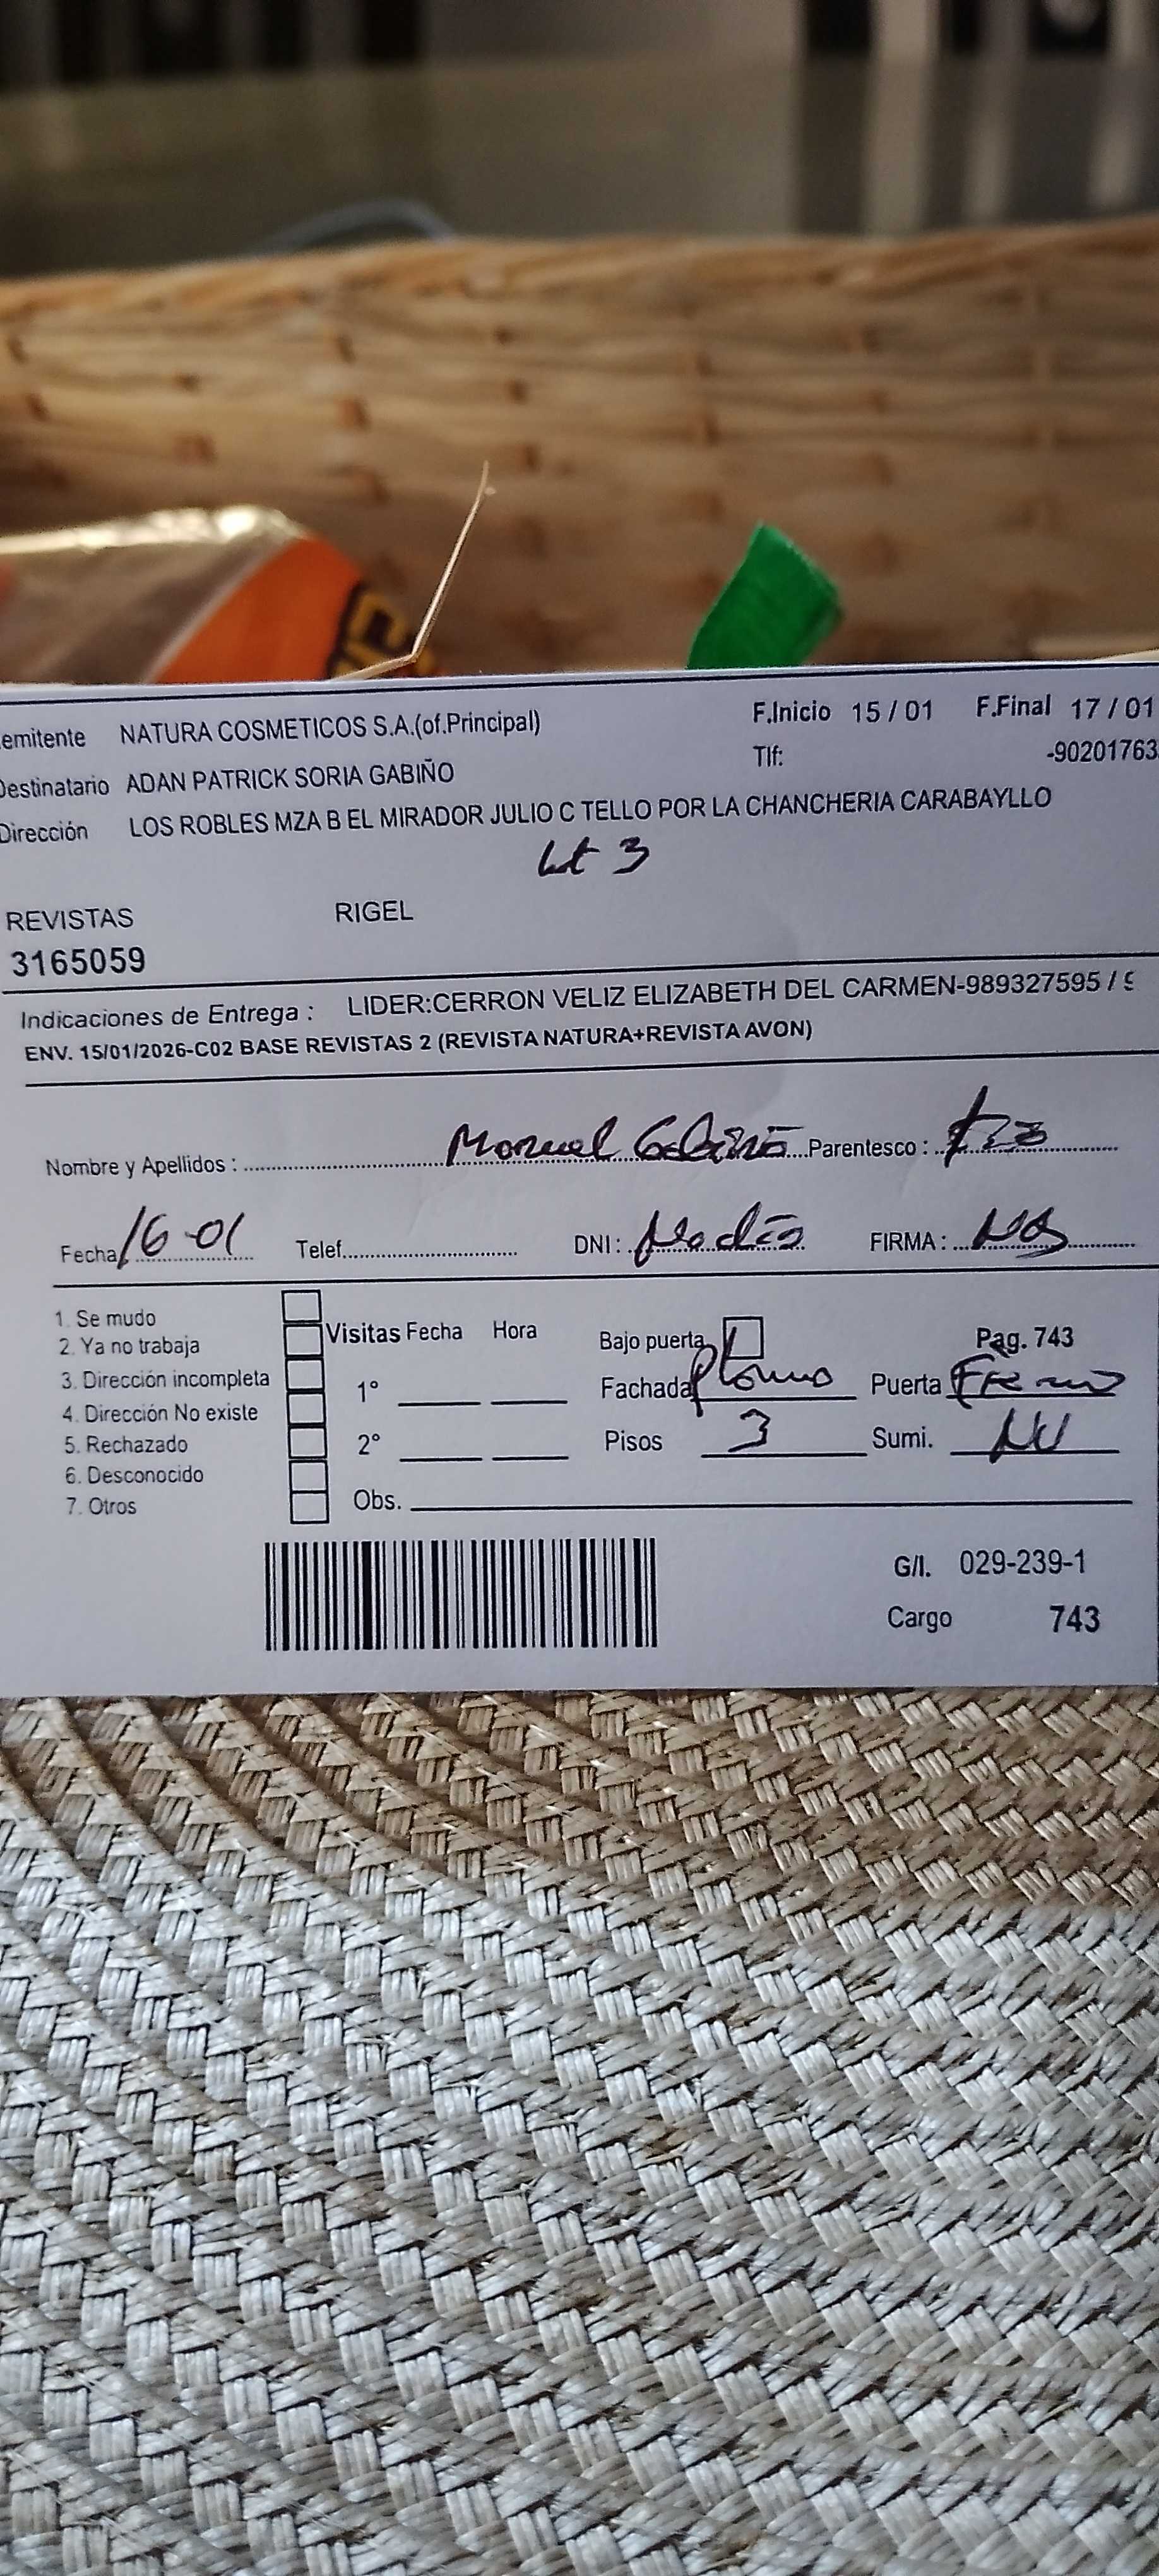 emitente NATURA COSMETICOS S.A.(of.Principal) F.Inicio 15 / 01 F.Final 17 / 01
Destinatario ADAN PATRICK SORIA GABIÑO Tlf: -90201763
Dirección LOS ROBLES MZA B EL MIRADOR JULIO C TELLO POR LA CHANCHERIA CARABAYLLO
Lt 3
REVISTAS RIGEL
3165059
Indicaciones de Entrega : LIDER:CERRON VELIZ ELIZABETH DEL CARMEN-989327595 / 9
ENV. 15/01/2026-C02 BASE REVISTAS 2 (REVISTA NATURA+REVISTA AVON)
Nombre y Apellidos : Manuel Gabiño Parentesco :
Fecha 16-01 Telef. DNI : FIRMA :
1. Se mudo
2. Ya no trabaja
3. Dirección incompleta
4. Dirección No existe
5. Rechazado
6. Desconocido
7. Otros
Visitas Fecha Hora
1°
2°
Obs.
Bajo puerta Pag. 743
Fachada Plomo Puerta Fierro
Pisos 3 Sumi.
G/I. 029-239-1
Cargo 743